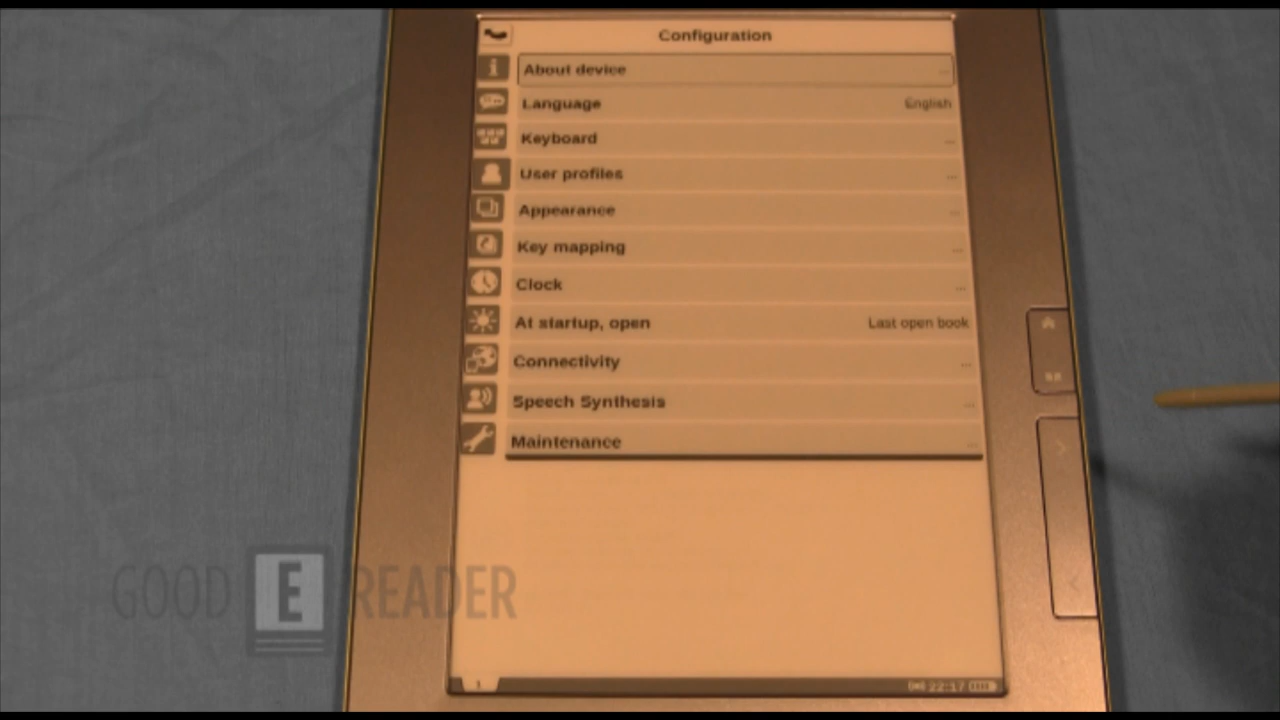 Configuration
About device ...
Language English
Keyboard ...
User profiles ...
Appearance ...
Key mapping ...
Clock ...
At startup, open Last open book
Connectivity ...
Speech Synthesis ...
Maintenance ...
GOOD E READER
1 22:17